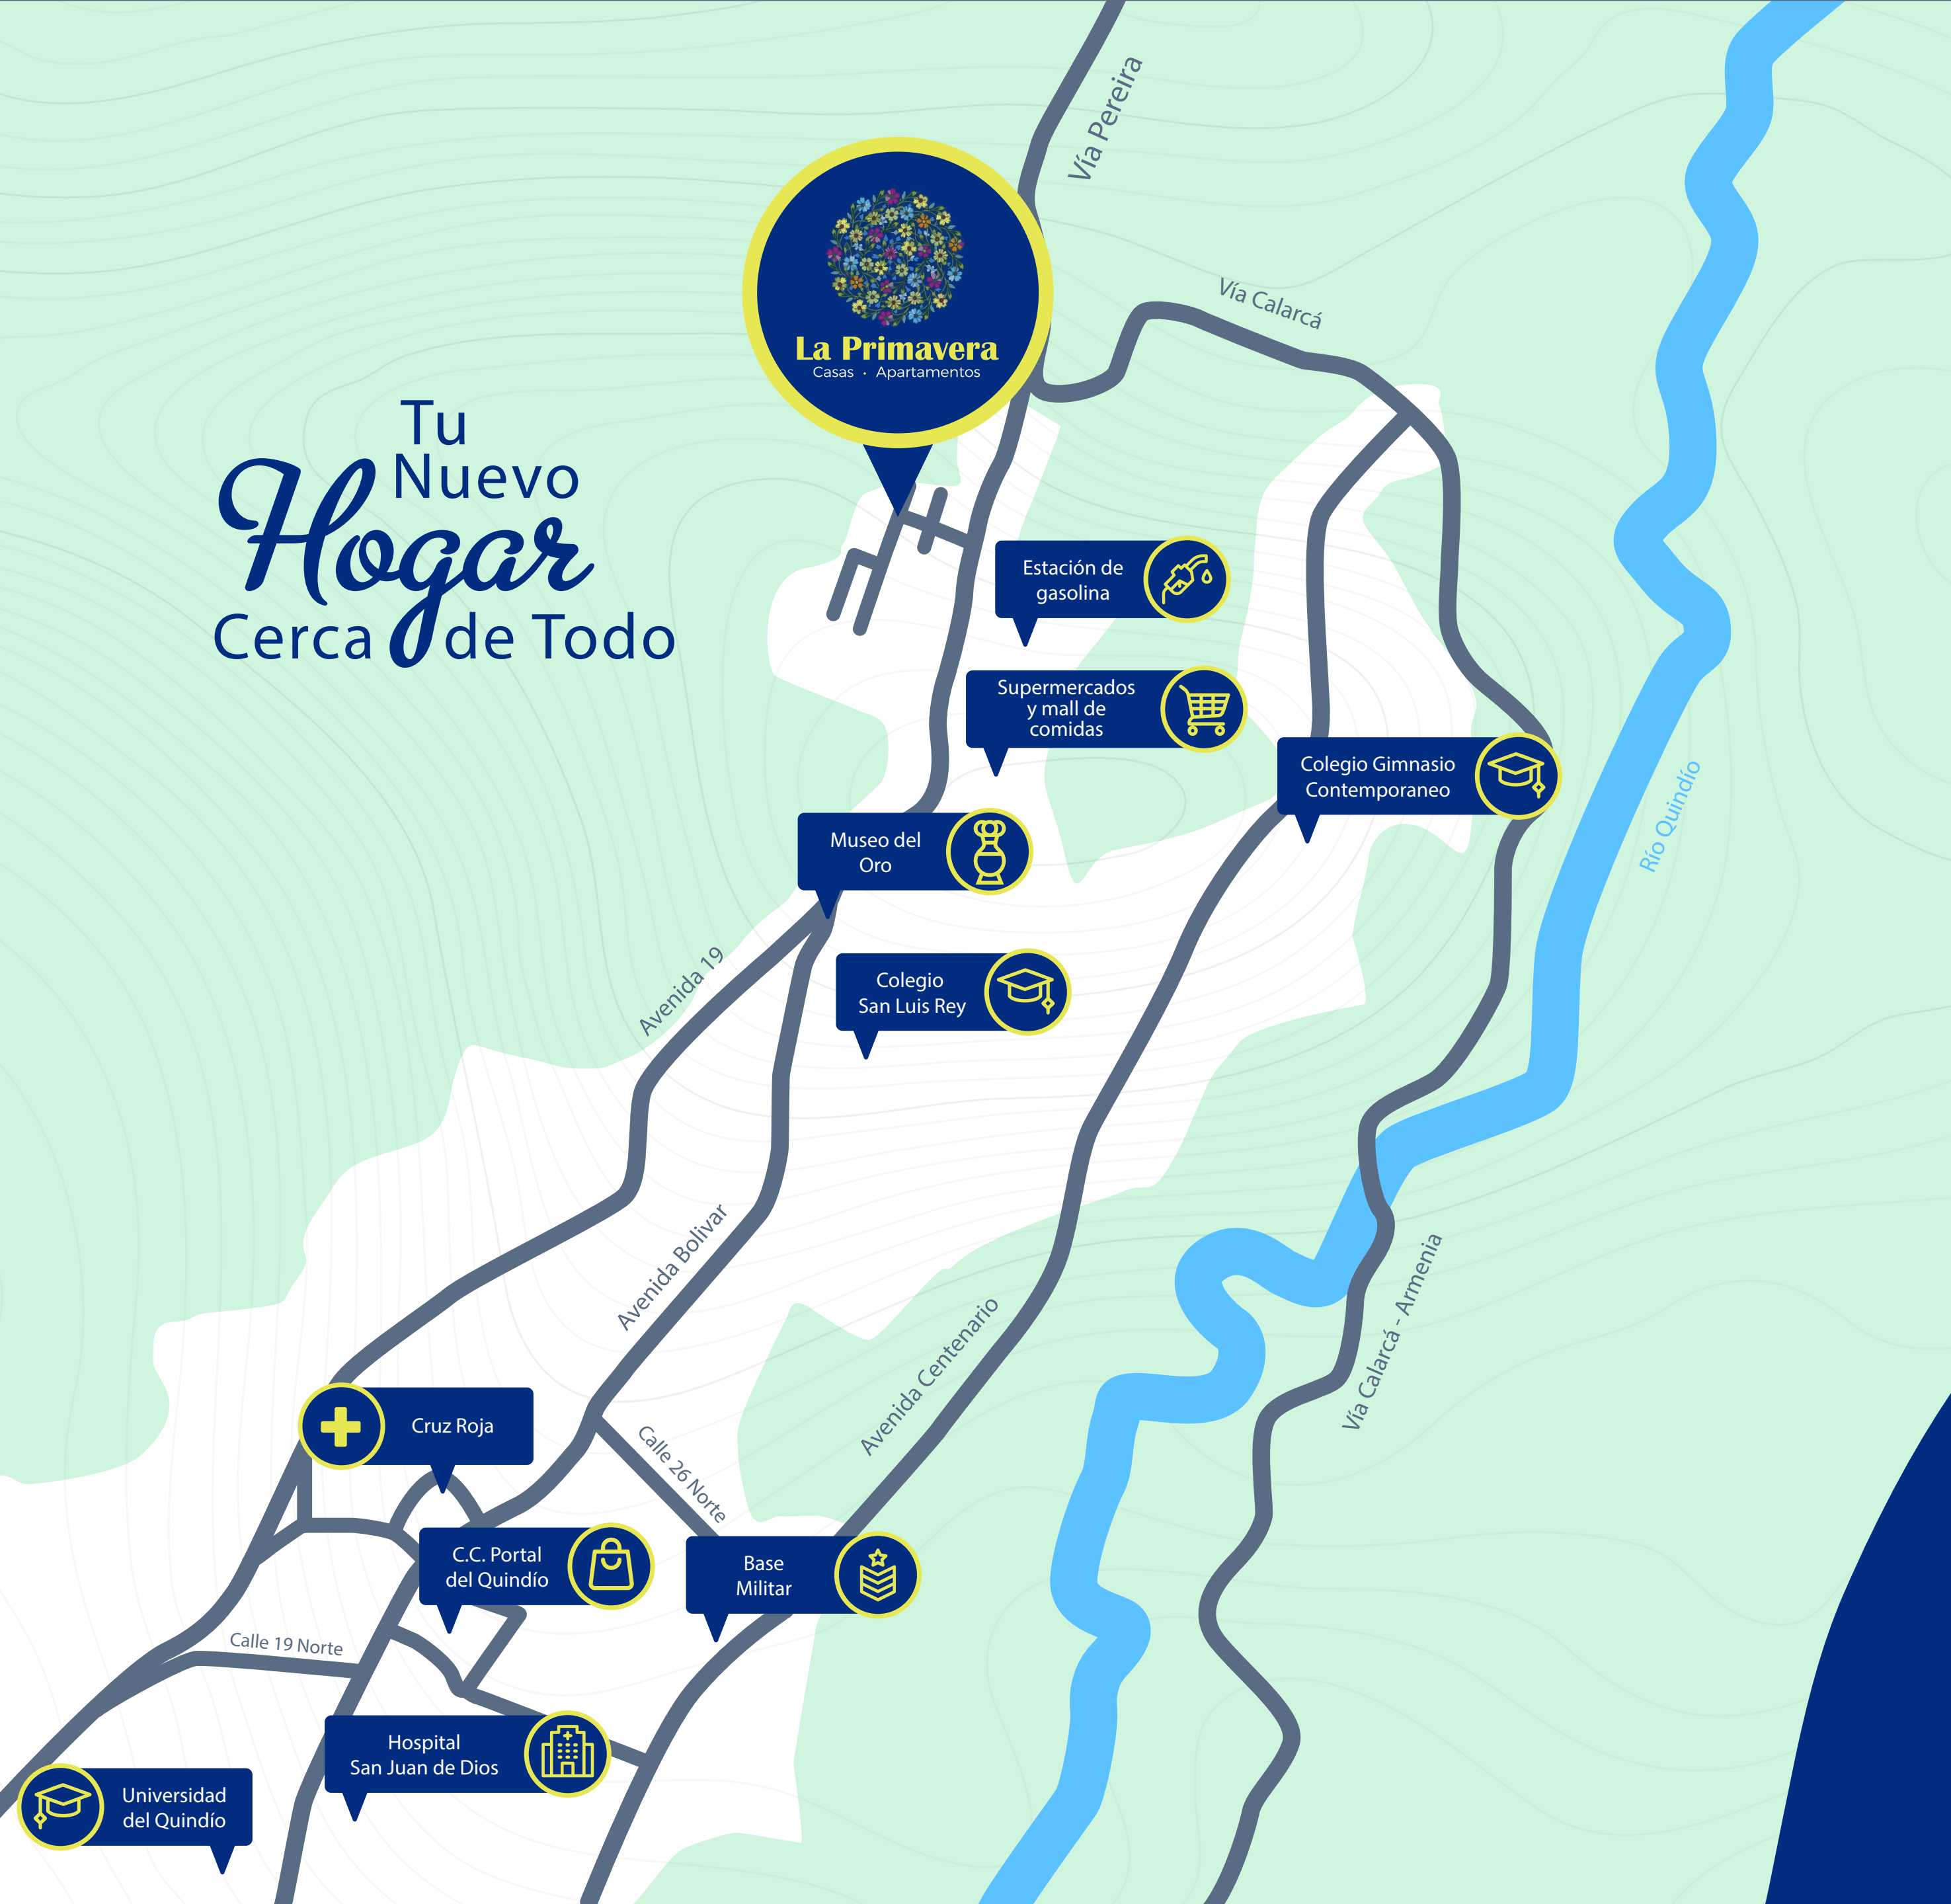 Vía Pereira
La Primavera
Casas · Apartamentos
Vía Calarcá
Tu
Nuevo
Hogar
Cerca de Todo
Estación de
gasolina
Supermercados
y mall de
comidas
Colegio Gimnasio
Contemporaneo
Río Quindío
Museo del
Oro
Avenida 19
Colegio
San Luis Rey
Avenida Bolivar
Vía Calarcá - Armenia
Avenida Centenario
Cruz Roja
Calle 26 Norte
C.C. Portal
del Quindío
Base
Militar
Calle 19 Norte
Hospital
San Juan de Dios
Universidad
del Quindío